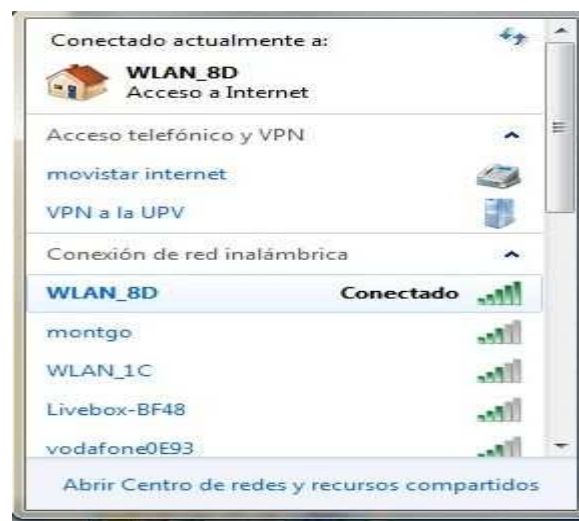 Conectado actualmente a:
WLAN_8D
Acceso a Internet
Acceso telefónico y VPN
movistar internet
VPN a la UPV
Conexión de red inalámbrica
WLAN_8D Conectado
montgo
WLAN_1C
Livebox-BF48
vodafone0E93
Abrir Centro de redes y recursos compartidos